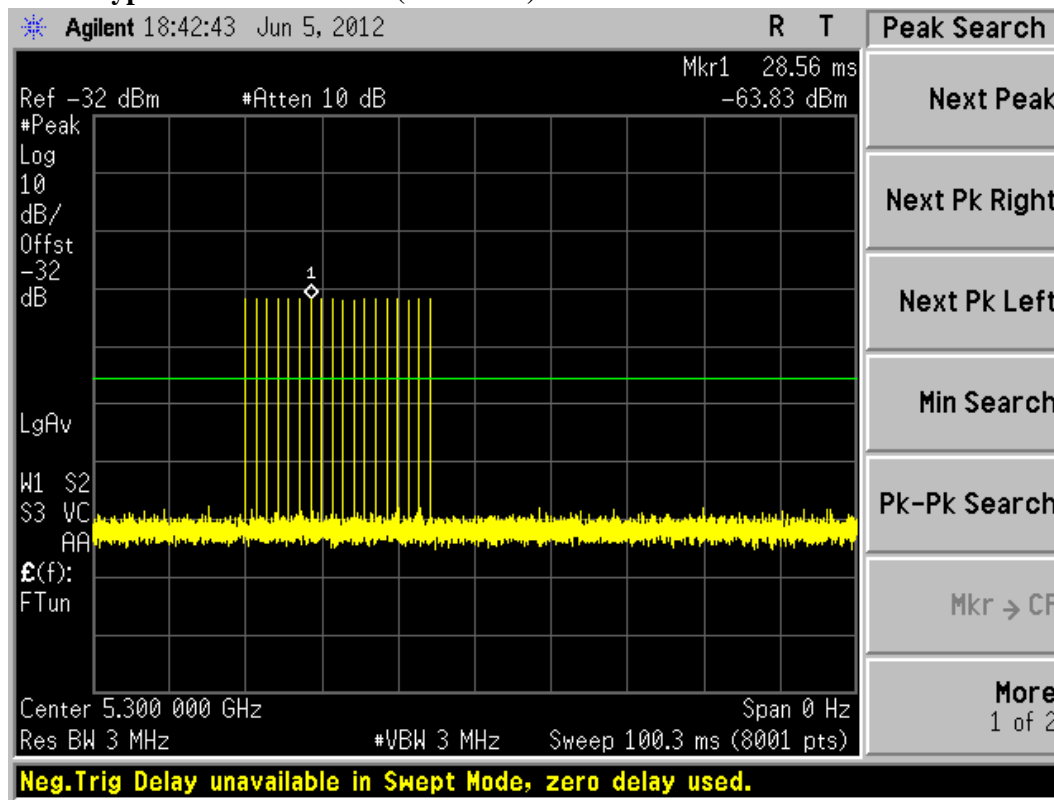 Agilent 18:42:43 Jun 5, 2012 R T
Peak Search
Mkr1 28.56 ms
Ref -32 dBm #Atten 10 dB -63.83 dBm
#Peak
Log
10
dB/
Offst
-32
dB
1
LgAv
W1 S2
S3 VC
AA
£(f):
FTun
Center 5.300 000 GHz Span 0 Hz
Res BW 3 MHz #VBW 3 MHz Sweep 100.3 ms (8001 pts)
Neg.Trig Delay unavailable in Swept Mode, zero delay used.
Next Peak
Next Pk Right
Next Pk Left
Min Search
Pk-Pk Search
Mkr → CF
More
1 of 2